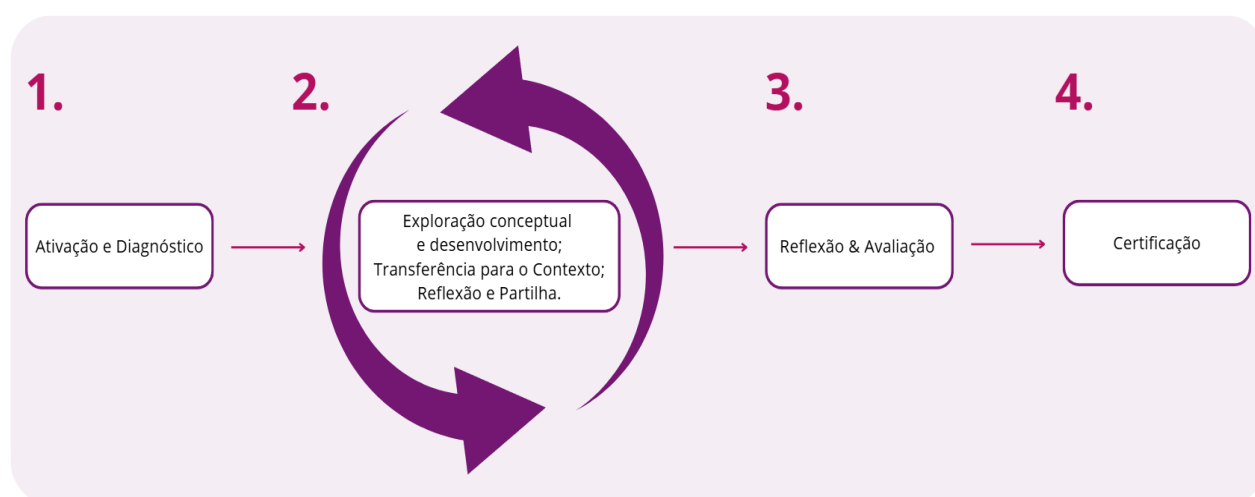 1.
2.
3.
4.
Ativação e Diagnóstico
Exploração conceptual
e desenvolvimento;
Transferência para o Contexto;
Reflexão e Partilha.
Reflexão & Avaliação
Certificação